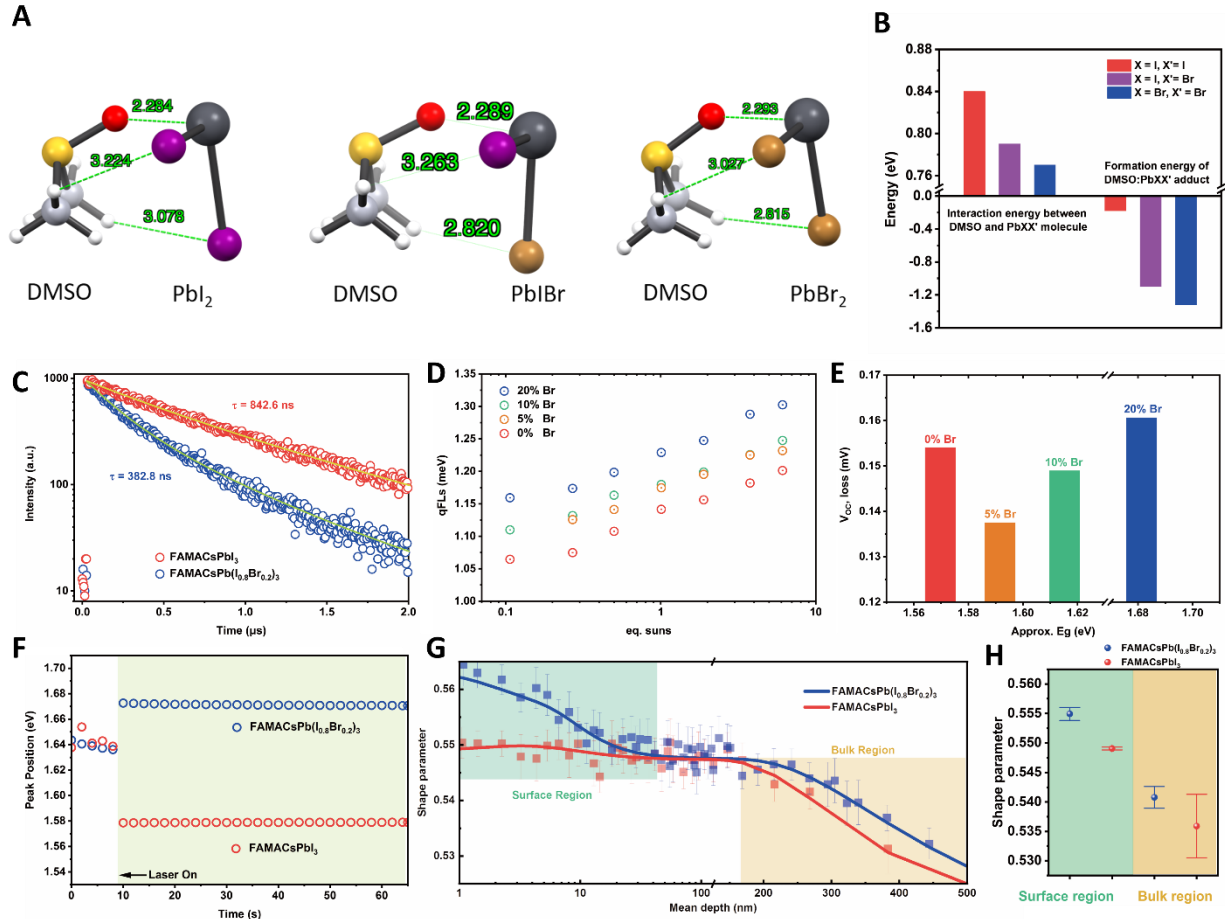 A
2.284
3.224
3.078
DMSO
PbI2
2.289
3.263
2.820
DMSO
PbIBr
2.293
3.027
2.815
DMSO
PbBr2
B
Energy (eV)
0.88
0.84
0.80
0.76
0.0
-0.4
-0.8
-1.2
-1.6
X = I, X'= I
X = I, X'= Br
X = Br, X' = Br
Formation energy of
DMSO:PbXX' adduct
Interaction energy between
DMSO and PbXX' molecule
C
Intensity (a.u.)
1000
100
10
τ = 842.6 ns
τ = 382.8 ns
FAMACsPbI3
FAMACsPb(I0.8Br0.2)3
0.0 0.5 1.0 1.5 2.0
Time (µs)
D
qFLs (meV)
1.35
1.30
1.25
1.20
1.15
1.10
1.05
1.00
20% Br
10% Br
5% Br
0% Br
0.1 1 10
eq. suns
E
VOC, loss (mV)
0.17
0.16
0.15
0.14
0.13
0.12
0% Br
5% Br
10% Br
20% Br
1.56 1.58 1.60 1.62 1.68 1.70
Approx. Eg (eV)
F
Peak Position (eV)
1.70
1.68
1.66
1.64
1.62
1.60
1.58
1.56
1.54
FAMACsPb(I0.8Br0.2)3
FAMACsPbI3
Laser On
0 10 20 30 40 50 60
Time (s)
G
Shape parameter
0.56
0.55
0.54
0.53
FAMACsPb(I0.8Br0.2)3
FAMACsPbI3
Surface Region
Bulk Region
1 10 100 200 300 400 500
Mean depth (nm)
H
FAMACsPb(I0.8Br0.2)3
FAMACsPbI3
Shape parameter
0.560
0.555
0.550
0.545
0.540
0.535
0.530
Surface region
Bulk region